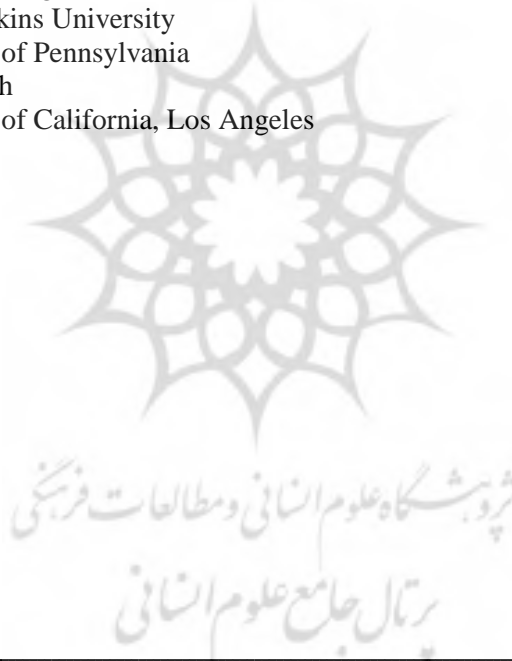 kins University
of Pennsylvania
h
of California, Los Angeles
پژوهشگاه علوم انسانی و مطالعات فرهنگی
پرتال جامع علوم انسانی